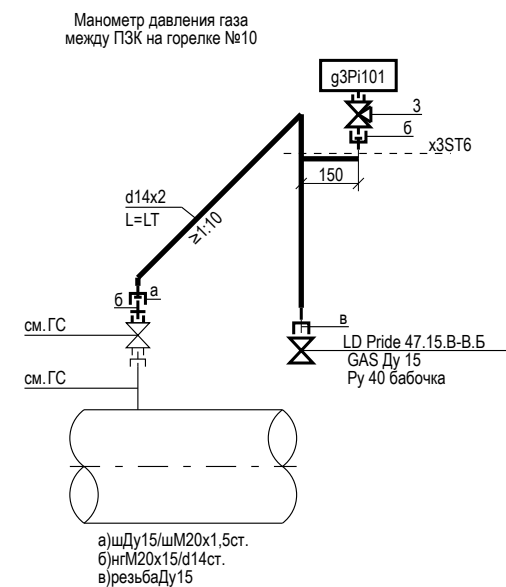 Манометр давления газа
между ПЗК на горелке №10
g3Pi101
3
б
x3ST6
150
d14x2
L=LT
≥1:10
а
б
см.ГС
в
LD Pride 47.15.В-В.Б
GAS Ду 15
Ру 40 бабочка
см.ГС
а)шДу15/шМ20х1,5ст.
б)нгМ20х15/d14ст.
в)резьбаДу15